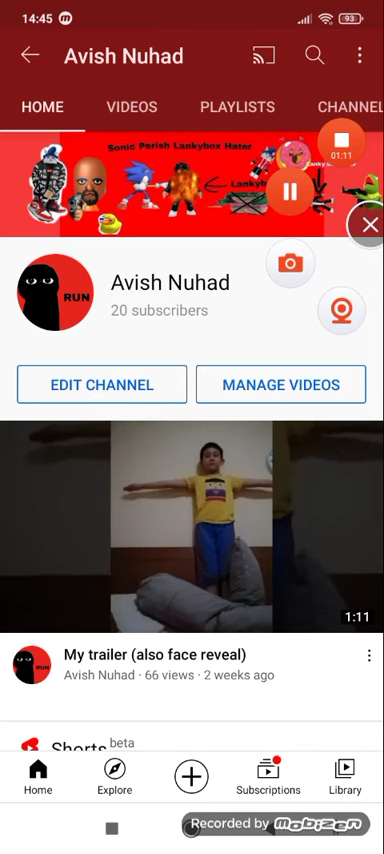 14:45
93
Avish Nuhad
HOME VIDEOS PLAYLISTS CHANNEL
Sonic Perish Lankybox Hater
01:11
Lankyb
RUN
Avish Nuhad
20 subscribers
EDIT CHANNEL MANAGE VIDEOS
1:11
RUN
My trailer (also face reveal)
Avish Nuhad · 66 views · 2 weeks ago
Shorts beta
Home Explore Subscriptions Library
Recorded by mobizen